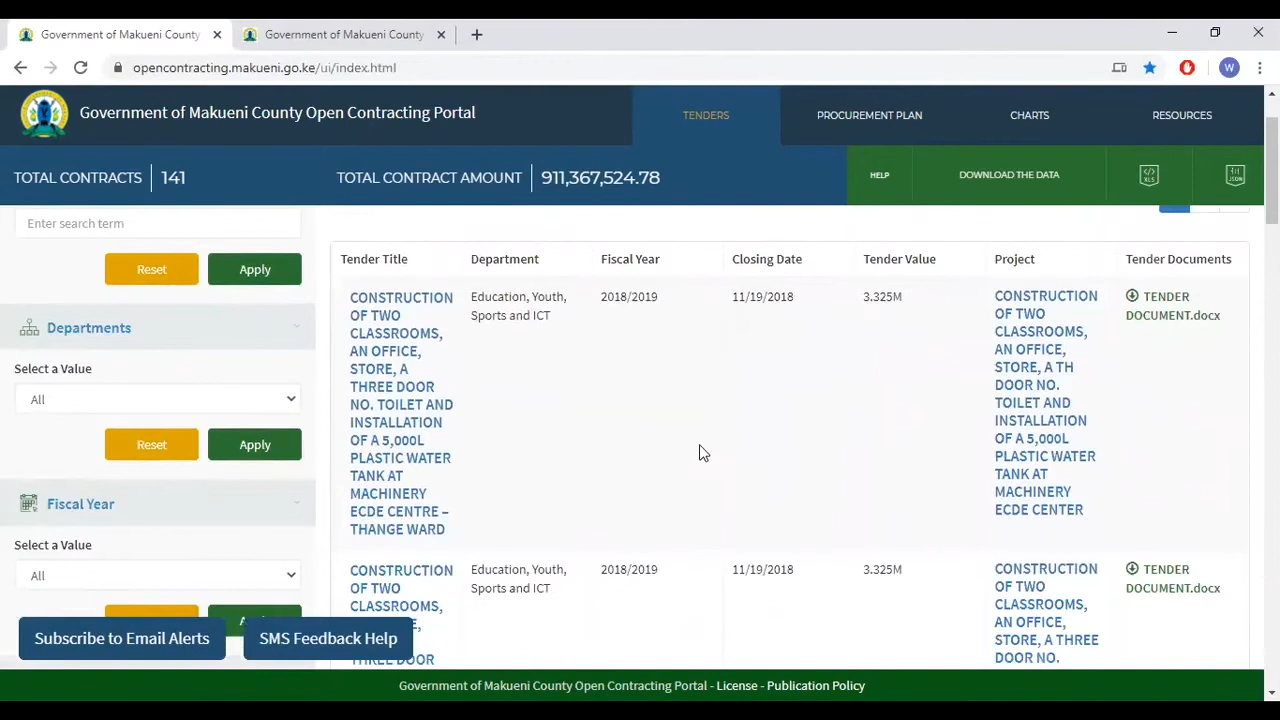 Government of Makueni County
Government of Makueni County
opencontracting.makueni.go.ke/ui/index.html
W
Government of Makueni County Open Contracting Portal
TENDERS
PROCUREMENT PLAN
CHARTS
RESOURCES
TOTAL CONTRACTS
141
TOTAL CONTRACT AMOUNT
911,367,524.78
HELP
DOWNLOAD THE DATA
XLS
JSON
Enter search term
Reset
Apply
Departments
Select a Value
All
Reset
Apply
Fiscal Year
Select a Value
All
Subscribe to Email Alerts
SMS Feedback Help
Tender Title
Department
Fiscal Year
Closing Date
Tender Value
Project
Tender Documents
CONSTRUCTION
OF TWO
CLASSROOMS,
AN OFFICE,
STORE, A
THREE DOOR
NO. TOILET AND
INSTALLATION
OF A 5,000L
PLASTIC WATER
TANK AT
MACHINERY
ECDE CENTRE –
THANGE WARD
Education, Youth,
Sports and ICT
2018/2019
11/19/2018
3.325M
CONSTRUCTION
OF TWO
CLASSROOMS,
AN OFFICE,
STORE, A TH
DOOR NO.
TOILET AND
INSTALLATION
OF A 5,000L
PLASTIC WATER
TANK AT
MACHINERY
ECDE CENTER
TENDER
DOCUMENT.docx
CONSTRUCTION
OF TWO
CLASSROOMS,
THREE DOOR
Education, Youth,
Sports and ICT
2018/2019
11/19/2018
3.325M
CONSTRUCTION
OF TWO
CLASSROOMS,
AN OFFICE,
STORE, A THREE
DOOR NO.
TENDER
DOCUMENT.docx
Government of Makueni County Open Contracting Portal - License - Publication Policy